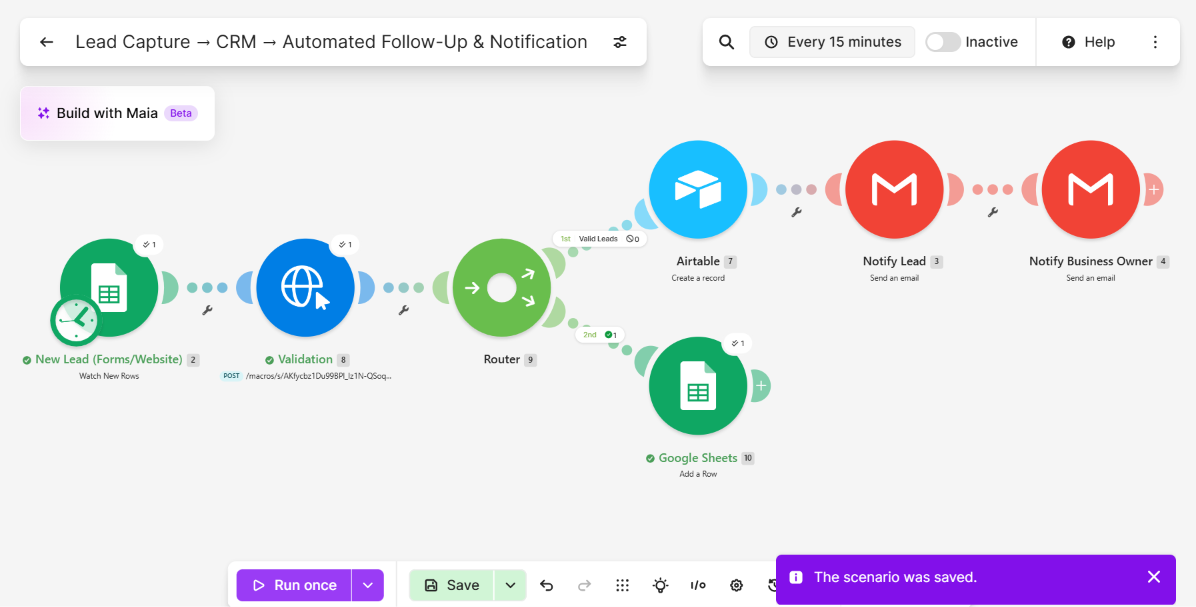 Lead Capture → CRM → Automated Follow-Up & Notification
Every 15 minutes
Inactive
Help
Build with Maia Beta
1
New Lead (Forms/Website) 2
Watch New Rows
1
Validation 8
POST /macros/s/AKfycbz1Du99BPI_Iz1N-QSoq...
Router 9
1st Valid Leads 0
2nd 1
Airtable 7
Create a record
Notify Lead 3
Send an email
Notify Business Owner 4
Send an email
1
Google Sheets 10
Add a Row
Run once
Save
I/O
The scenario was saved.